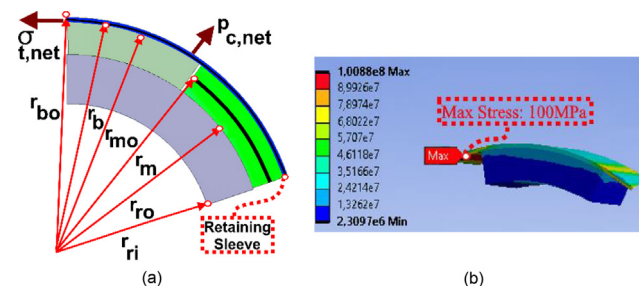 σ
t,net
p
c,net
r bo
r b
r mo
r m
r ro
r ri
Retaining
Sleeve
(a)
1,0088e8 Max
8,9926e7
7,8974e7
6,8022e7
5,707e7
4,6118e7
3,5166e7
2,4214e7
1,3262e7
2,3097e6 Min
Max Stress: 100MPa
Max
(b)